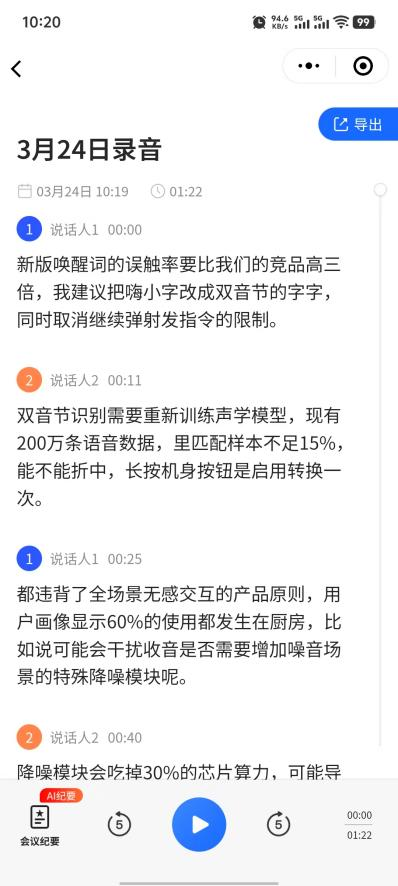 10:20
94.6 KB/s 5G 5G 99
导出
3月24日录音
03月24日 10:19 01:22
1 说话人1 00:00
新版唤醒词的误触率要比我们的竞品高三
倍，我建议把嗨小字改成双音节的字字，
同时取消继续弹射发指令的限制。
2 说话人2 00:11
双音节识别需要重新训练声学模型，现有
200万条语音数据，里匹配样本不足15%，
能不能折中，长按机身按钮是启用转换一
次。
1 说话人1 00:25
都违背了全场景无感交互的产品原则，用
户画像显示60%的使用都发生在厨房，比
如说可能会干扰收音是否需要增加噪音场
景的特殊降噪模块呢。
2 说话人2 00:40
降噪模块会吃掉30%的芯片算力，可能导
AI纪要
会议纪要
5
5
00:00
01:22